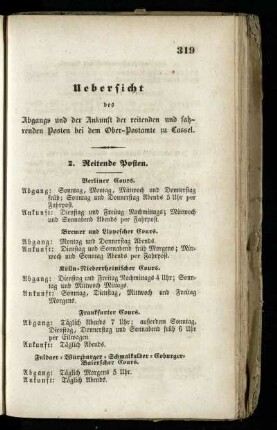 319
Uebersicht
des
Abgangs und der Ankunft der reitenden und fah-
renden Posten bei dem Ober-Postamte zu Cassel.
2. Reitende Posten.
Berliner Cours.
Abgang: Sonntag, Montag, Mittwoch und Donnerstag
früh; Sonntag und Donnerstag Abends 5 Uhr per
Fahrpost.
Ankunft: Dienstag und Freitag Nachmittags; Mittwoch
und Sonnabend Abends per Fahrpost.
Bremer und Lippescher Cours.
Abgang: Montag und Donnerstag Abends.
Ankunft: Dienstag und Sonnabend früh Morgens; Mitt-
woch und Sonntag Abends per Fahrpost.
Kölln-Niederrheinischer Cours.
Abgang: Dienstag und Freitag Nachmittags 4 Uhr; Sonn-
tag und Mittwoch Mittags.
Ankunft: Sonntag, Dienstag, Mittwoch und Freitag
Morgens.
Frankfurter Cours.
Abgang: Täglich Abends 7 Uhr; ausserdem Sonntag,
Dienstag, Donnerstag und Sonnabend früh 6 Uhr
per Eilwagen
Ankunft: Täglich Abends.
Fuldaer-Würzburger-Schmalkalder-Coburger-
Baierscher Cours.
Abgang: Täglich Morgens 5 Uhr.
Ankunft: Täglich Abends.